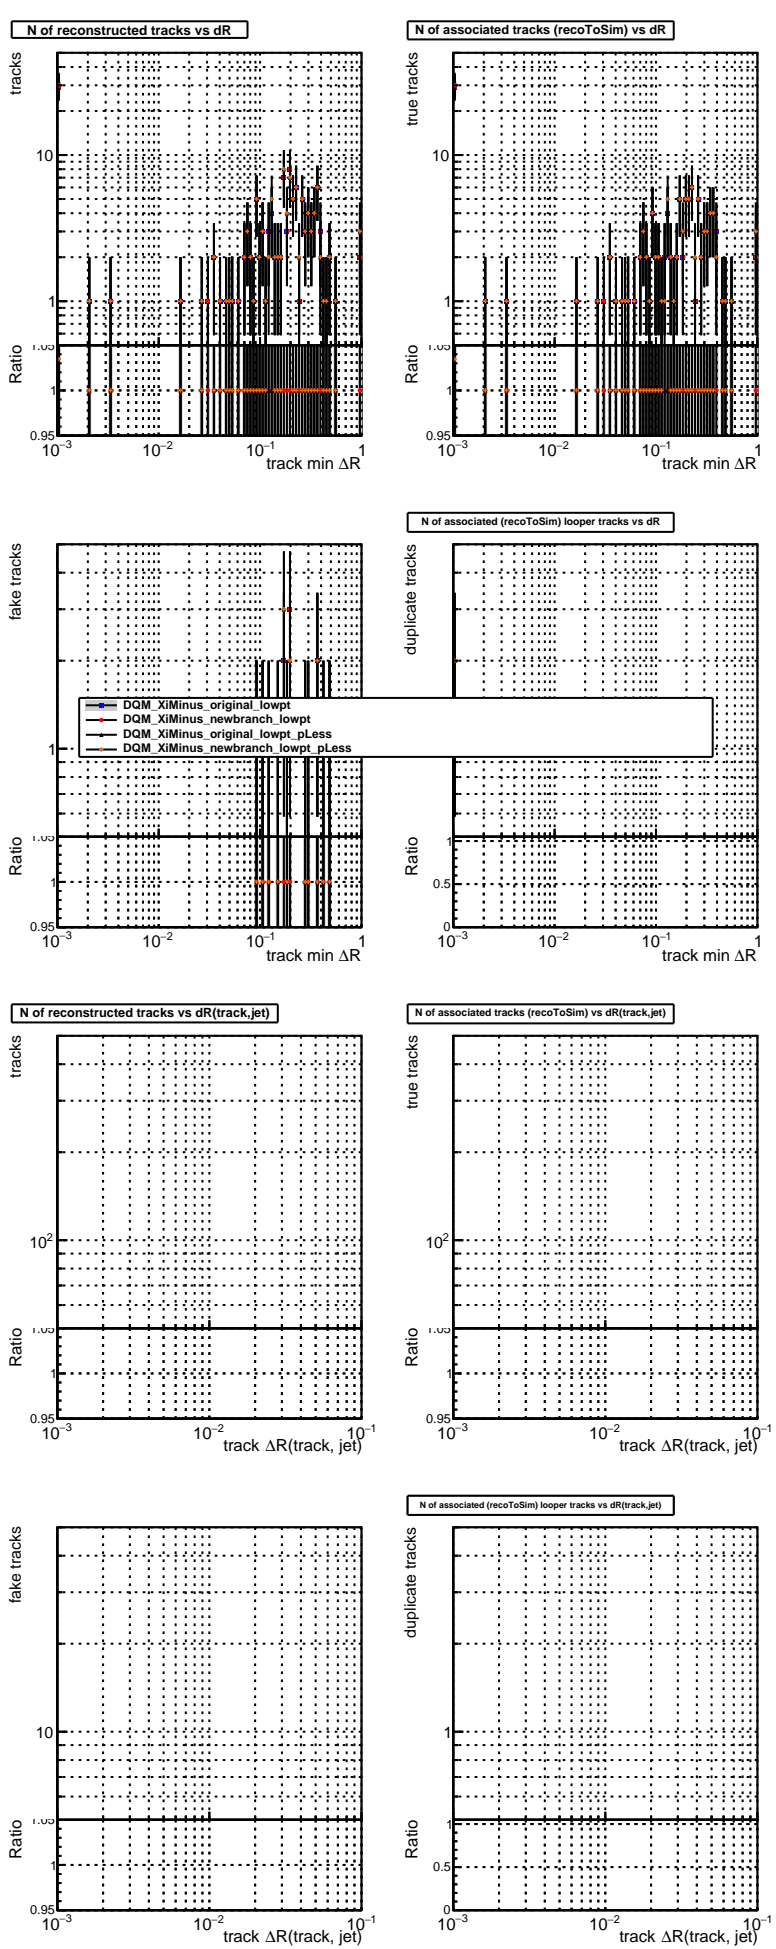 N of reconstructed tracks vs dR
tracks
10
1
1.05
Ratio
1
0.95
10⁻³ 10⁻² 10⁻¹ 1
track min ΔR
N of associated tracks (recoToSim) vs dR
true tracks
10
1
1.05
Ratio
1
0.95
10⁻³ 10⁻² 10⁻¹ 1
track min ΔR
fake tracks
1
1.05
Ratio
1
0.95
10⁻³ 10⁻² 10⁻¹ 1
track min ΔR
N of associated (recoToSim) looper tracks vs dR
duplicate tracks
1
Ratio
1
0.5
0
10⁻³ 10⁻² 10⁻¹ 1
track min ΔR
DQM_XiMinus_original_lowpt
DQM_XiMinus_newbranch_lowpt
DQM_XiMinus_original_lowpt_pLess
DQM_XiMinus_newbranch_lowpt_pLess
N of reconstructed tracks vs dR(track,jet)
tracks
10²
1.05
Ratio
1
0.95
10⁻³ 10⁻² 10⁻¹
track ΔR(track, jet)
N of associated tracks (recoToSim) vs dR(track,jet)
true tracks
10²
1.05
Ratio
1
0.95
10⁻³ 10⁻² 10⁻¹
track ΔR(track, jet)
fake tracks
10
1.05
Ratio
1
0.95
10⁻³ 10⁻² 10⁻¹
track ΔR(track, jet)
N of associated (recoToSim) looper tracks vs dR(track,jet)
duplicate tracks
1
Ratio
1
0.5
0
10⁻³ 10⁻² 10⁻¹
track ΔR(track, jet)